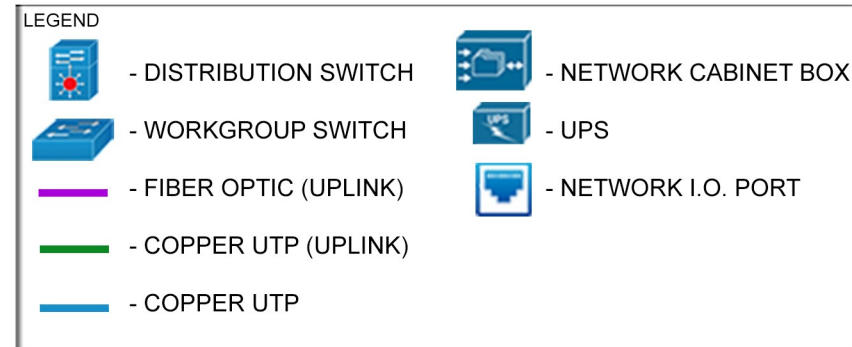 LEGEND
- DISTRIBUTION SWITCH
- WORKGROUP SWITCH
- FIBER OPTIC (UPLINK)
- COPPER UTP (UPLINK)
- COPPER UTP
- NETWORK CABINET BOX
UPS
- UPS
- NETWORK I.O. PORT